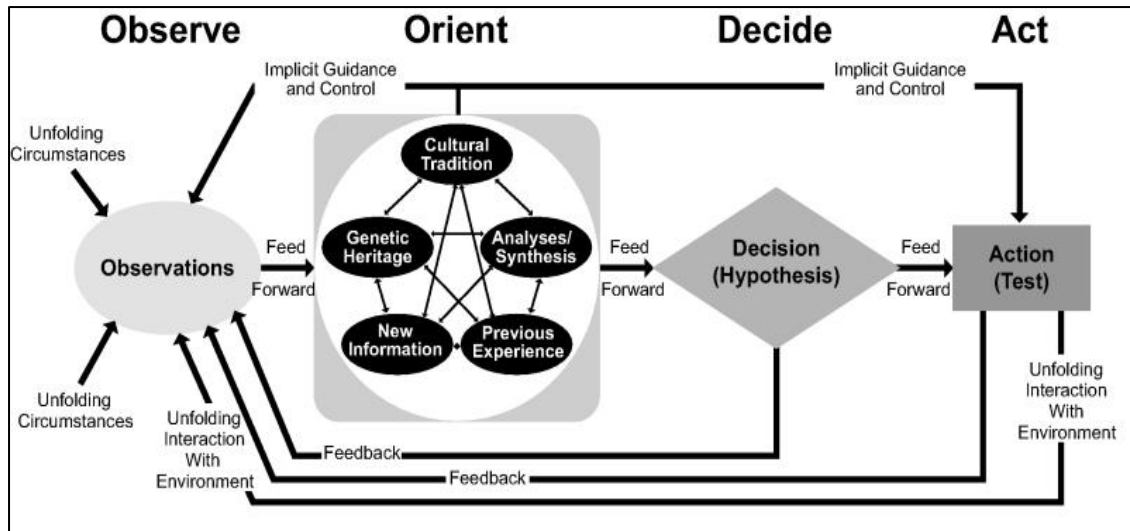 Observe
Orient
Decide
Act
Implicit Guidance
and Control
Implicit Guidance
and Control
Unfolding
Circumstances
Cultural
Tradition
Genetic
Heritage
Analyses/
Synthesis
New
Information
Previous
Experience
Observations
Feed
Forward
Feed
Forward
Decision
(Hypothesis)
Feed
Forward
Action
(Test)
Unfolding
Circumstances
Unfolding
Interaction
With
Environment
Unfolding
Interaction
With
Environment
Feedback
Feedback